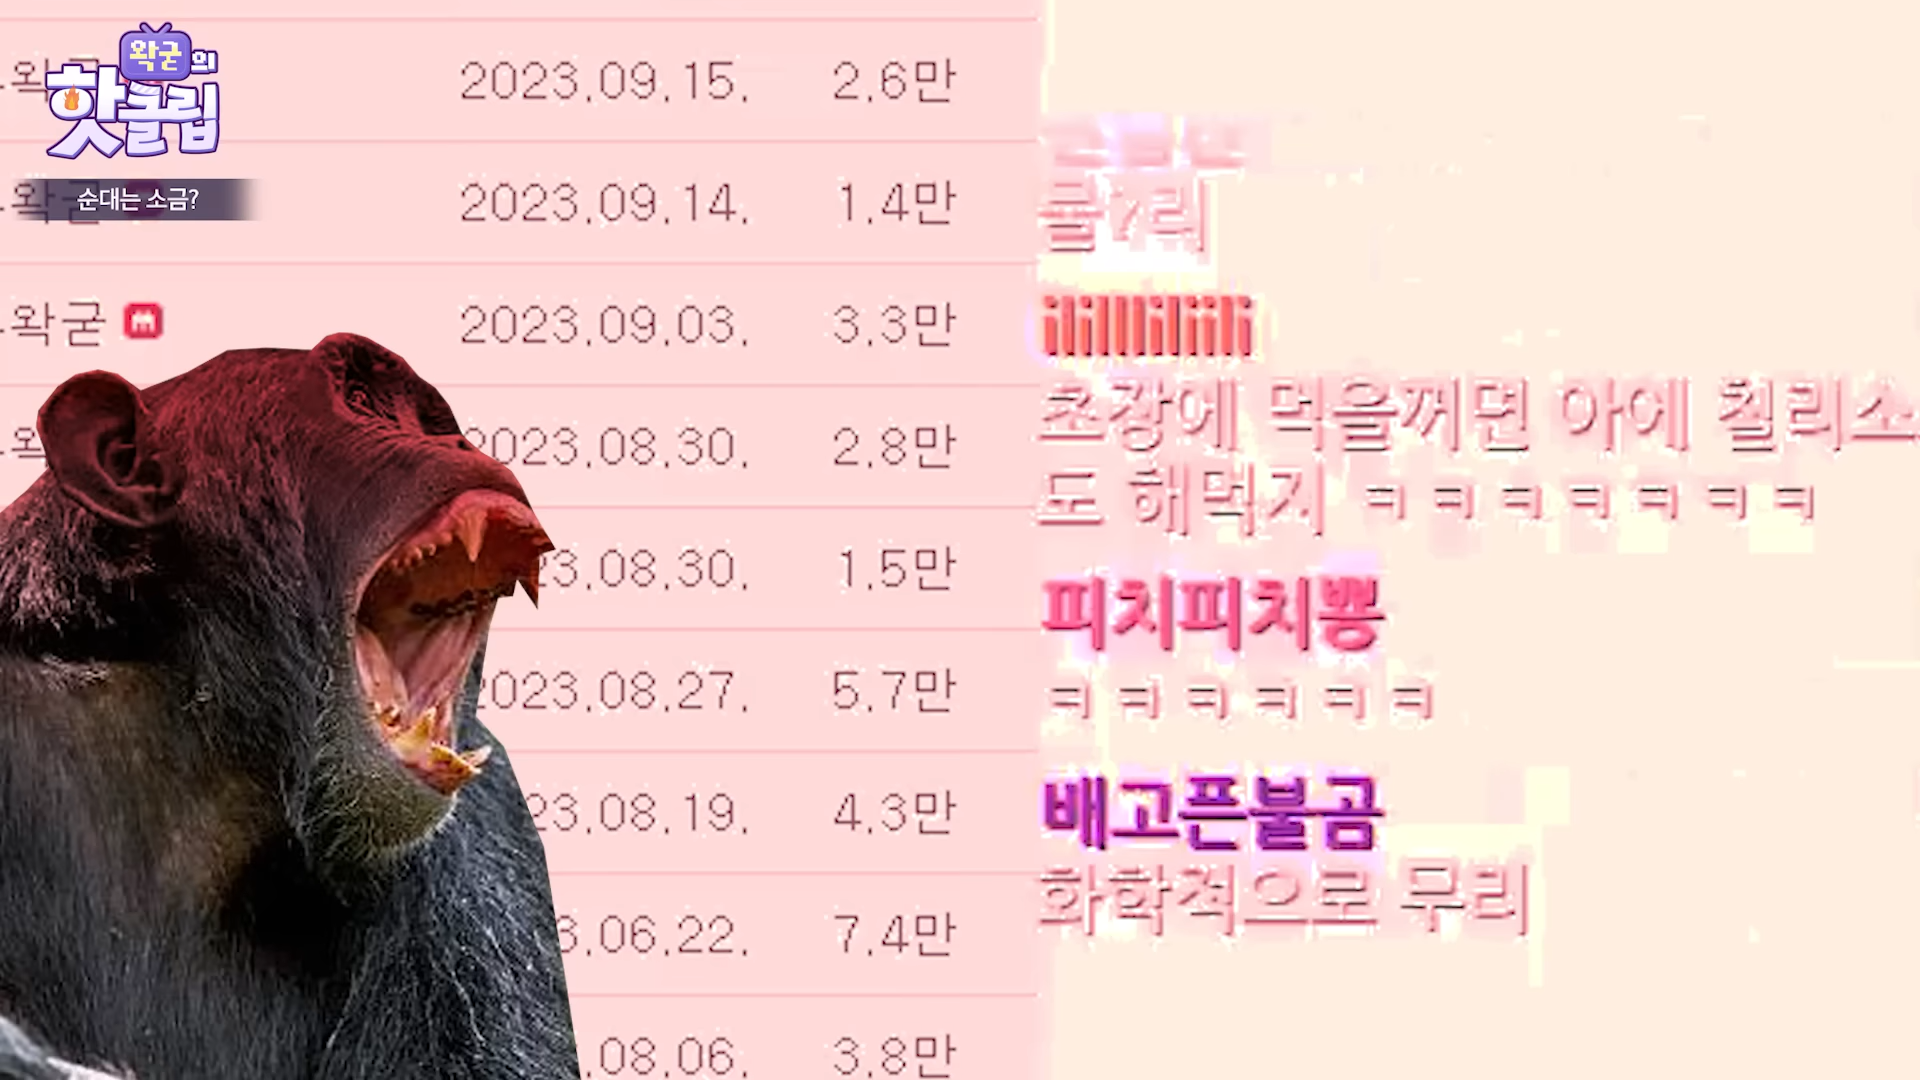 왁굳의
핫클립
순대는 소금?
2023.09.15. 2.6만
2023.09.14. 1.4만
왁굳 2023.09.03. 3.3만
2023.08.30. 2.8만
23.08.30. 1.5만
2023.08.27. 5.7만
23.08.19. 4.3만
3.06.22. 7.4만
.08.06. 3.8만
쿨7리
ilillliliili
초장에 먹을꺼면 아예 칠리소
도 해먹지 ㅋㅋㅋㅋㅋㅋㅋ
피치피치뽕
ㅋㅋㅋㅋㅋㅋ
배고픈불곰
화학적으로 무리